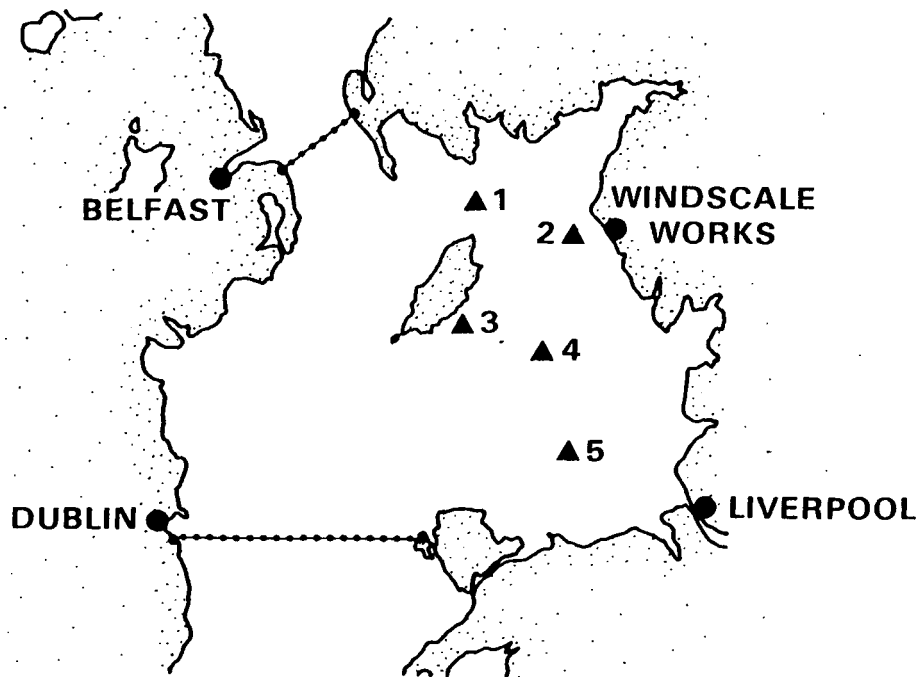 1
WINDSCALE
BELFAST
2
WORKS
3
4
5
DUBLIN
LIVERPOOL